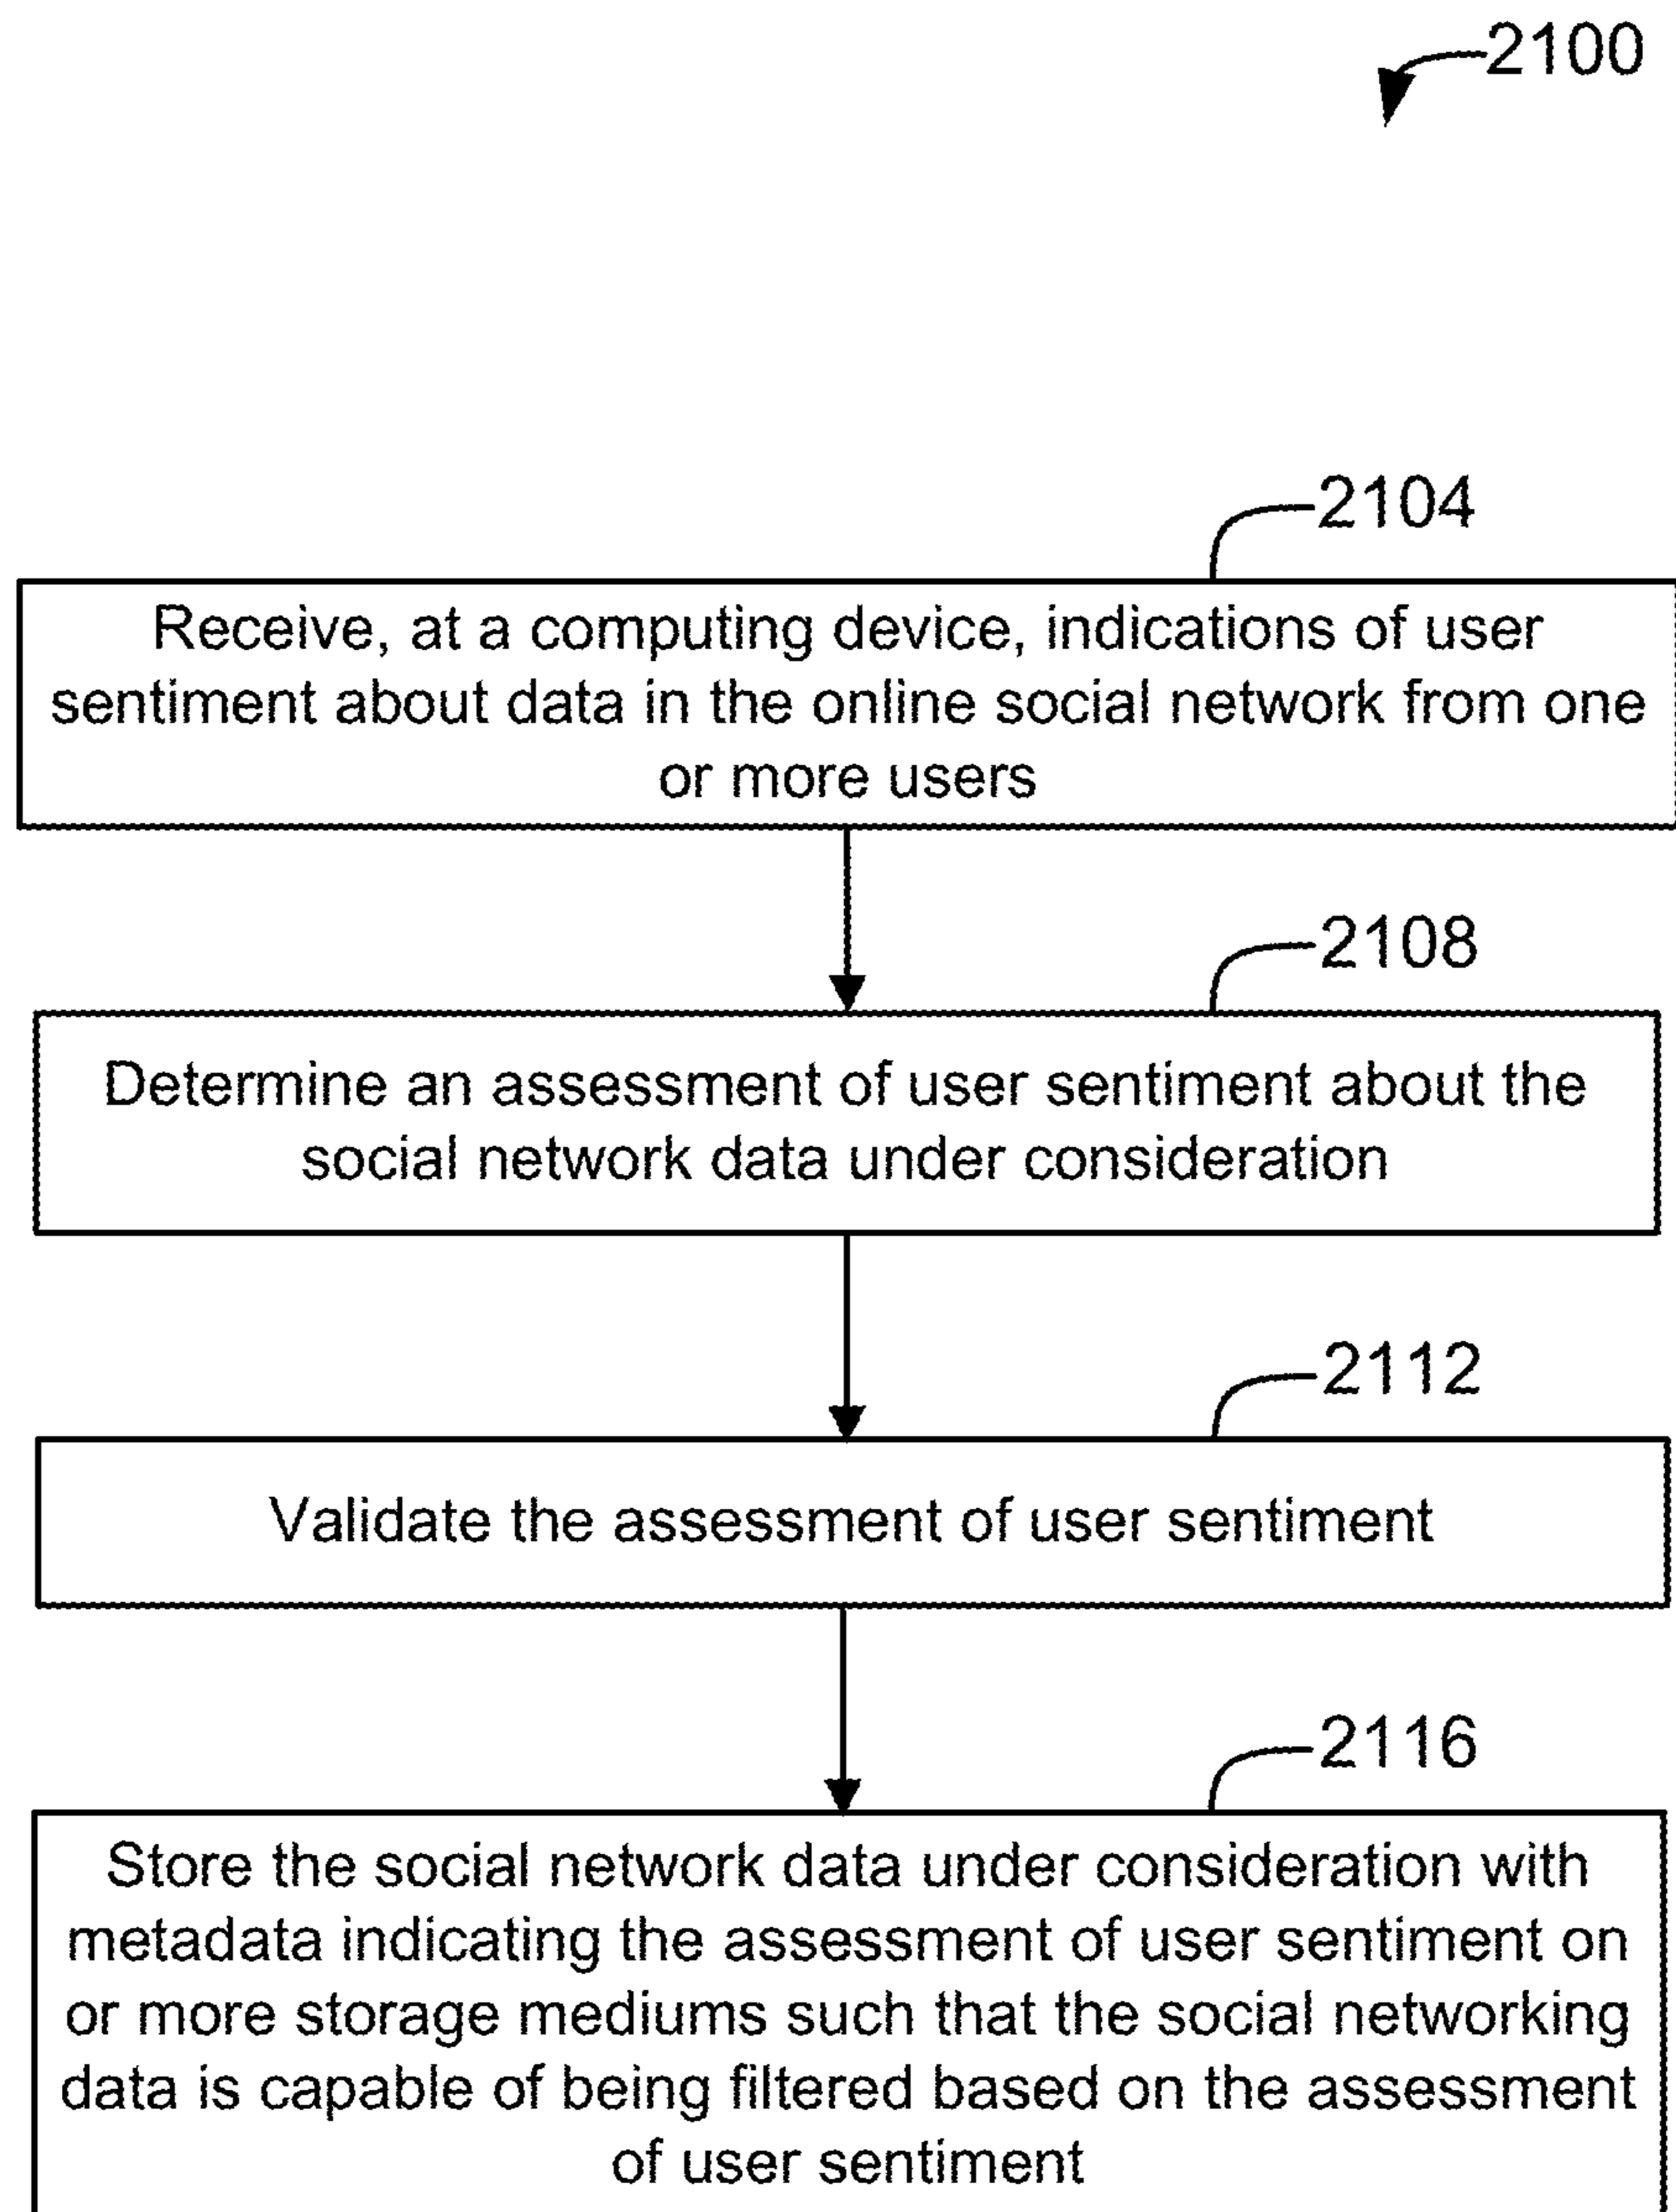 2100
2104
Receive, at a computing device, indications of user
sentiment about data in the online social network from one
or more users
2108
Determine an assessment of user sentiment about the
social network data under consideration
2112
Validate the assessment of user sentiment
2116
Store the social network data under consideration with
metadata indicating the assessment of user sentiment on
or more storage mediums such that the social networking
data is capable of being filtered based on the assessment
of user sentiment